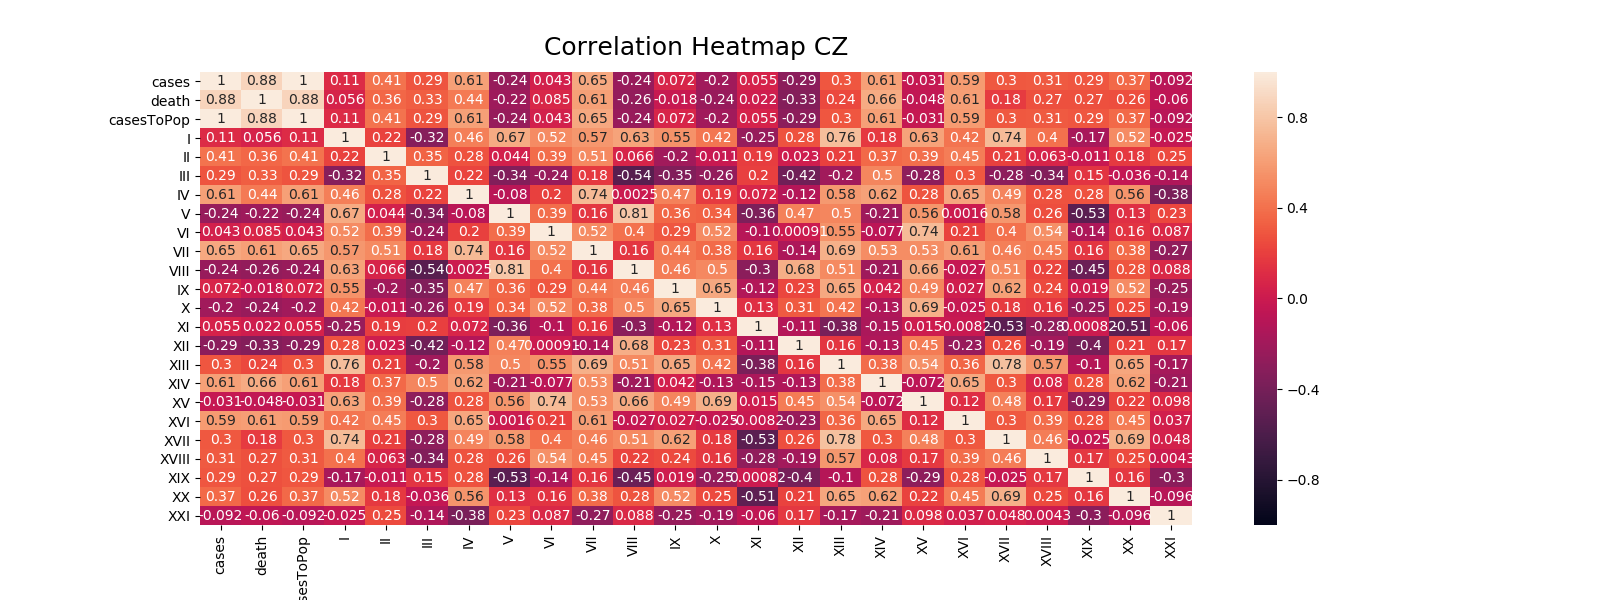 Correlation Heatmap CZ
cases 1 0.88 1 0.11 0.41 0.29 0.61 -0.24 0.043 0.65 -0.24 0.072 -0.2 0.055 -0.29 0.3 0.61 -0.031 0.59 0.3 0.31 0.29 0.37 -0.092
death 0.88 1 0.88 0.056 0.36 0.33 0.44 -0.22 0.085 0.61 -0.26 -0.018 -0.24 0.022 -0.33 0.24 0.66 -0.048 0.61 0.18 0.27 0.27 0.26 -0.06
casesToPop 1 0.88 1 0.11 0.41 0.29 0.61 -0.24 0.043 0.65 -0.24 0.072 -0.2 0.055 -0.29 0.3 0.61 -0.031 0.59 0.3 0.31 0.29 0.37 -0.092
I 0.11 0.056 0.11 1 0.22 -0.32 0.46 0.67 0.52 0.57 0.63 0.55 0.42 -0.25 0.28 0.76 0.18 0.63 0.42 0.74 0.4 -0.17 0.52 -0.025
II 0.41 0.36 0.41 0.22 1 0.35 0.28 0.044 0.39 0.51 0.066 -0.2 -0.011 0.19 0.023 0.21 0.37 0.39 0.45 0.21 0.063 -0.011 0.18 0.25
III 0.29 0.33 0.29 -0.32 0.35 1 0.22 -0.34 -0.24 0.18 -0.54 -0.35 -0.26 0.2 -0.42 -0.2 0.5 -0.28 0.3 -0.28 -0.34 0.15 -0.036 -0.14
IV 0.61 0.44 0.61 0.46 0.28 0.22 1 -0.08 0.2 0.74 0.0025 0.47 0.19 0.072 -0.12 0.58 0.62 0.28 0.65 0.49 0.28 0.28 0.56 -0.38
V -0.24 -0.22 -0.24 0.67 0.044 -0.34 -0.08 1 0.39 0.16 0.81 0.36 0.34 -0.36 0.47 0.5 -0.21 0.56 0.0016 0.58 0.26 -0.53 0.13 0.23
VI 0.043 0.085 0.043 0.52 0.39 -0.24 0.2 0.39 1 0.52 0.4 0.29 0.52 -0.1 0.55 -0.077 0.74 0.21 0.4 0.54 -0.14 0.16 0.087
VII 0.65 0.61 0.65 0.57 0.51 0.18 0.74 0.16 0.52 1 0.16 0.44 0.38 0.16 -0.14 0.69 0.53 0.53 0.61 0.46 0.45 0.16 0.38 -0.27
VIII -0.24 -0.26 -0.24 0.63 0.066 -0.54 0.0025 0.81 0.4 0.16 1 0.46 0.5 -0.3 0.68 0.51 -0.21 0.66 -0.027 0.51 0.22 -0.45 0.28 0.088
IX 0.072 -0.018 0.072 0.55 -0.2 -0.35 0.47 0.36 0.29 0.44 0.46 1 0.65 -0.12 0.23 0.65 0.042 0.49 0.027 0.62 0.24 0.019 0.52 -0.25
X -0.2 -0.24 -0.2 0.42 -0.011 -0.26 0.19 0.34 0.52 0.38 0.5 0.65 1 0.13 0.31 0.42 -0.13 0.69 -0.025 0.18 0.16 -0.25 0.25 -0.19
XI 0.055 0.022 0.055 -0.25 0.19 0.2 0.072 -0.36 -0.1 0.16 -0.3 -0.12 0.13 1 -0.11 -0.38 -0.15 0.015 -0.0082 -0.53 -0.28 0.00082 -0.51 -0.06
XII -0.29 -0.33 -0.29 0.28 0.023 -0.42 -0.12 0.47 0.00091 -0.14 0.68 0.23 0.31 -0.11 1 0.16 -0.13 0.45 -0.23 0.26 -0.19 -0.4 0.21 0.17
XIII 0.3 0.24 0.3 0.76 0.21 -0.2 0.58 0.5 0.55 0.69 0.51 0.65 0.42 -0.38 0.16 1 0.38 0.54 0.36 0.78 0.57 -0.1 0.65 -0.17
XIV 0.61 0.66 0.61 0.18 0.37 0.5 0.62 -0.21 -0.077 0.53 -0.21 0.042 -0.13 -0.15 -0.13 0.38 1 -0.072 0.65 0.3 0.08 0.28 0.62 -0.21
XV -0.031 -0.048 -0.031 0.63 0.39 -0.28 0.28 0.56 0.74 0.53 0.66 0.49 0.69 0.015 0.45 0.54 -0.072 1 0.12 0.48 0.17 -0.29 0.22 0.098
XVI 0.59 0.61 0.59 0.42 0.45 0.3 0.65 0.0016 0.21 0.61 -0.027 0.027 -0.025 -0.0082 -0.23 0.36 0.65 0.12 1 0.3 0.39 0.28 0.45 0.037
XVII 0.3 0.18 0.3 0.74 0.21 -0.28 0.49 0.58 0.4 0.46 0.51 0.62 0.18 -0.53 0.26 0.78 0.3 0.48 0.3 1 0.46 -0.025 0.69 0.048
XVIII 0.31 0.27 0.31 0.4 0.063 -0.34 0.28 0.26 0.54 0.45 0.22 0.24 0.16 -0.28 -0.19 0.57 0.08 0.17 0.39 0.46 1 0.17 0.25 0.0043
XIX 0.29 0.27 0.29 -0.17 -0.011 0.15 0.28 -0.53 -0.14 0.16 -0.45 0.019 -0.25 0.00082 -0.4 -0.1 0.28 -0.29 0.28 -0.025 0.17 1 0.16 -0.3
XX 0.37 0.26 0.37 0.52 0.18 -0.036 0.56 0.13 0.16 0.38 0.28 0.52 0.25 -0.51 0.21 0.65 0.62 0.22 0.45 0.69 0.25 0.16 1 -0.096
XXI -0.092 -0.06 -0.092 -0.025 0.25 -0.14 -0.38 0.23 0.087 -0.27 0.088 -0.25 -0.19 -0.06 0.17 -0.17 -0.21 0.098 0.037 0.048 0.0043 -0.3 -0.096 1
cases death sesToPop I II III IV V VI VII VIII IX X XI XII XIII XIV XV XVI XVII XVIII XIX XX XXI
0.8
0.4
0.0
−0.4
−0.8